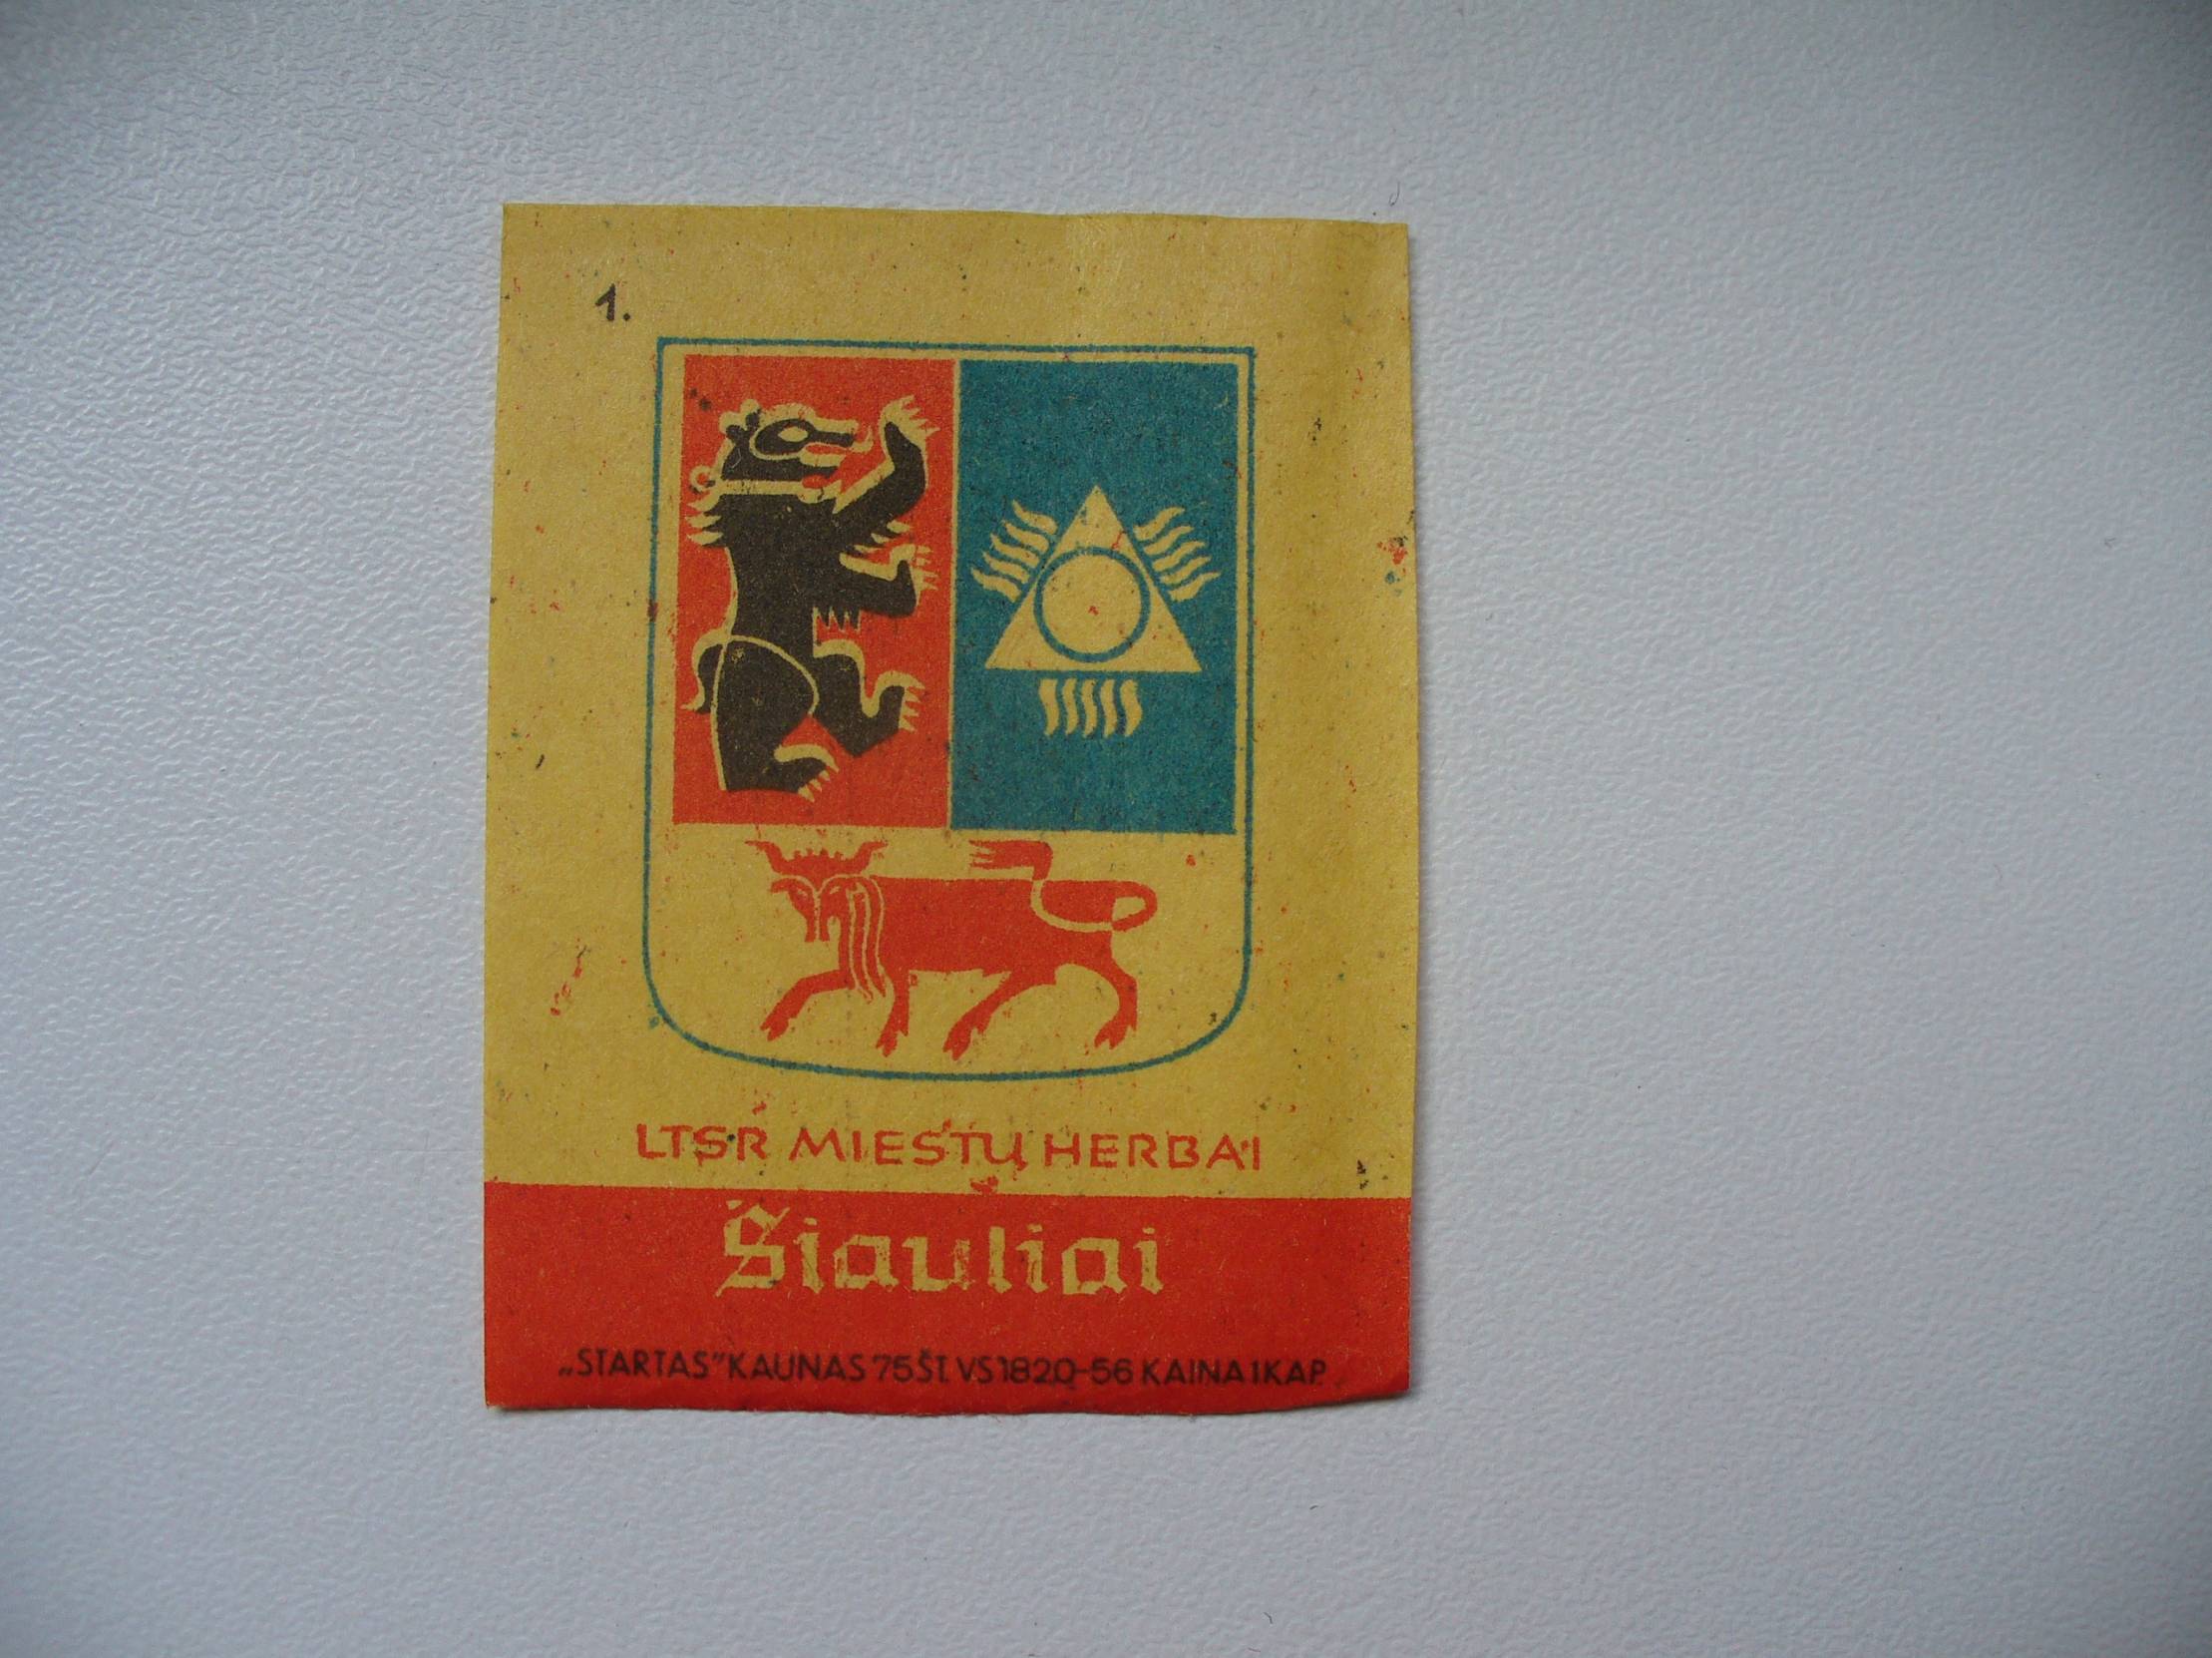 1.
LTSR MIESTŲ HERBAI
Šiauliai
„STARTAS" KAUNAS 75 ŠT. VS 1820-56 KAINA 1 KAP.